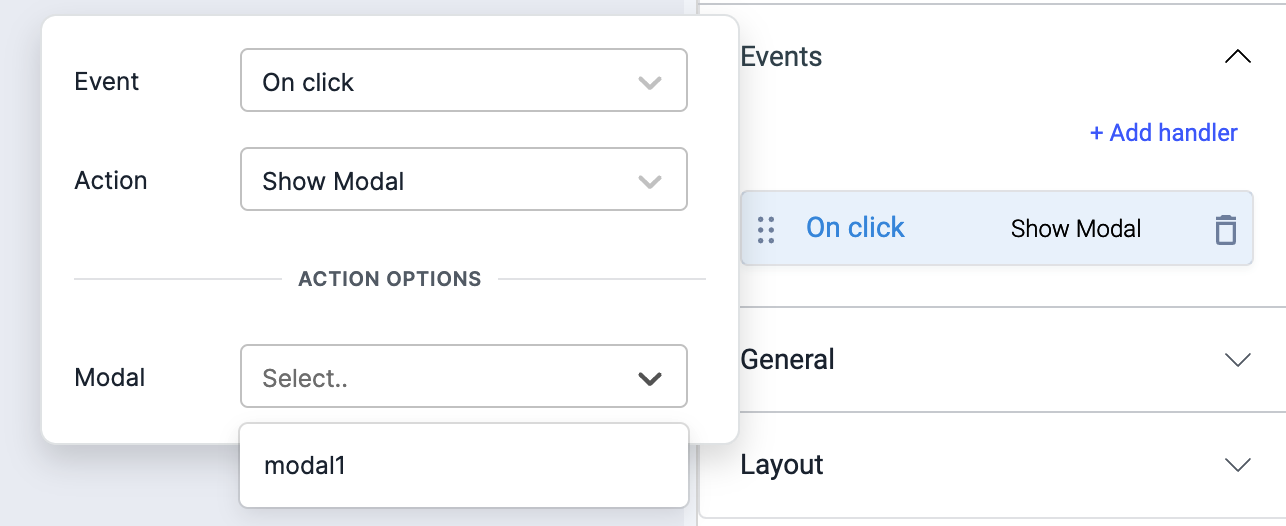 Event
On click
Action
Show Modal
ACTION OPTIONS
Modal
Select..
modal1
Events
+ Add handler
On click
Show Modal
General
Layout